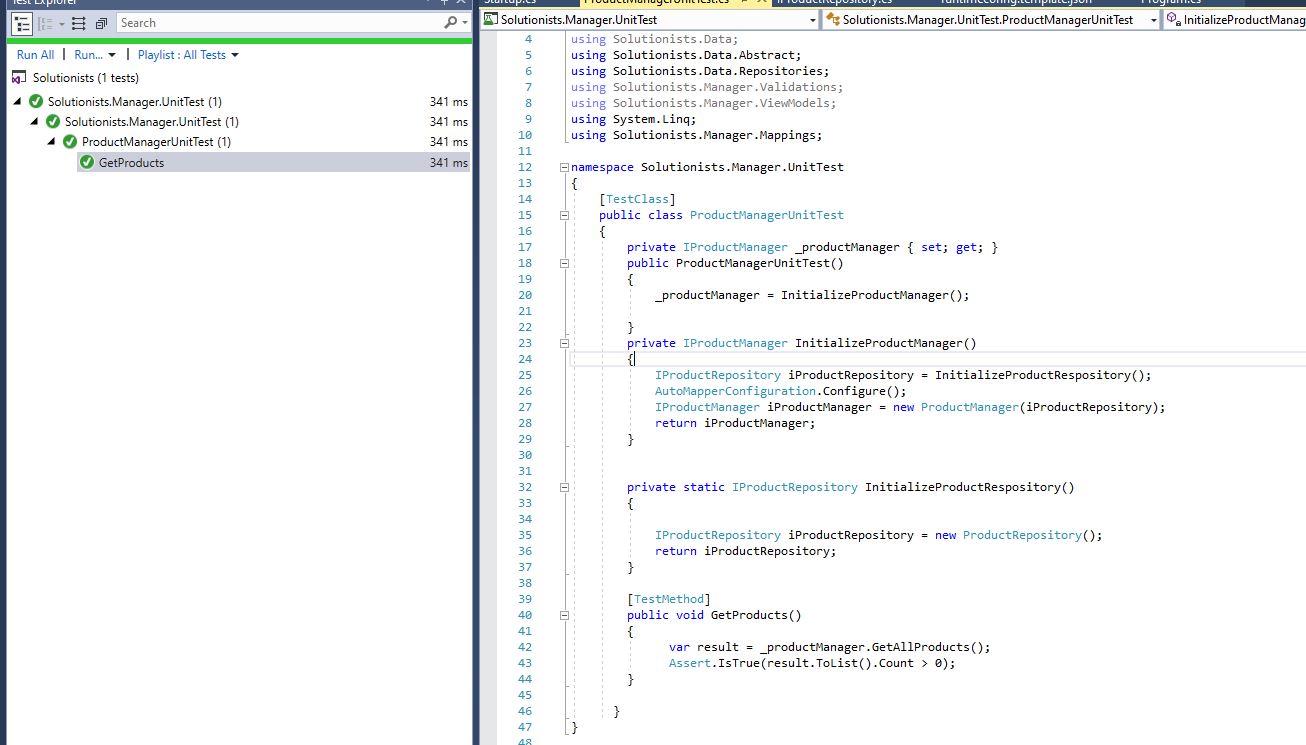 Test Explorer
Search
Run All | Run... | Playlist : All Tests
Solutionists (1 tests)
Solutionists.Manager.UnitTest (1) 341 ms
Solutionists.Manager.UnitTest (1) 341 ms
ProductManagerUnitTest (1) 341 ms
GetProducts 341 ms
Startup.cs ProductManagerUnitTest.cs IProductRepository.cs runtimeconfig.template.json Program.cs
Solutionists.Manager.UnitTest Solutionists.Manager.UnitTest.ProductManagerUnitTest InitializeProductManag
4 using Solutionists.Data;
5 using Solutionists.Data.Abstract;
6 using Solutionists.Data.Repositories;
7 using Solutionists.Manager.Validations;
8 using Solutionists.Manager.ViewModels;
9 using System.Linq;
10 using Solutionists.Manager.Mappings;
11
12 namespace Solutionists.Manager.UnitTest
13 {
14 [TestClass]
15 public class ProductManagerUnitTest
16 {
17 private IProductManager _productManager { set; get; }
18 public ProductManagerUnitTest()
19 {
20 _productManager = InitializeProductManager();
21
22 }
23 private IProductManager InitializeProductManager()
24 {
25 IProductRepository iProductRepository = InitializeProductRespository();
26 AutoMapperConfiguration.Configure();
27 IProductManager iProductManager = new ProductManager(iProductRepository);
28 return iProductManager;
29 }
30
31
32 private static IProductRepository InitializeProductRespository()
33 {
34
35 IProductRepository iProductRepository = new ProductRepository();
36 return iProductRepository;
37 }
38
39 [TestMethod]
40 public void GetProducts()
41 {
42 var result = _productManager.GetAllProducts();
43 Assert.IsTrue(result.ToList().Count > 0);
44 }
45
46 }
47 }
48